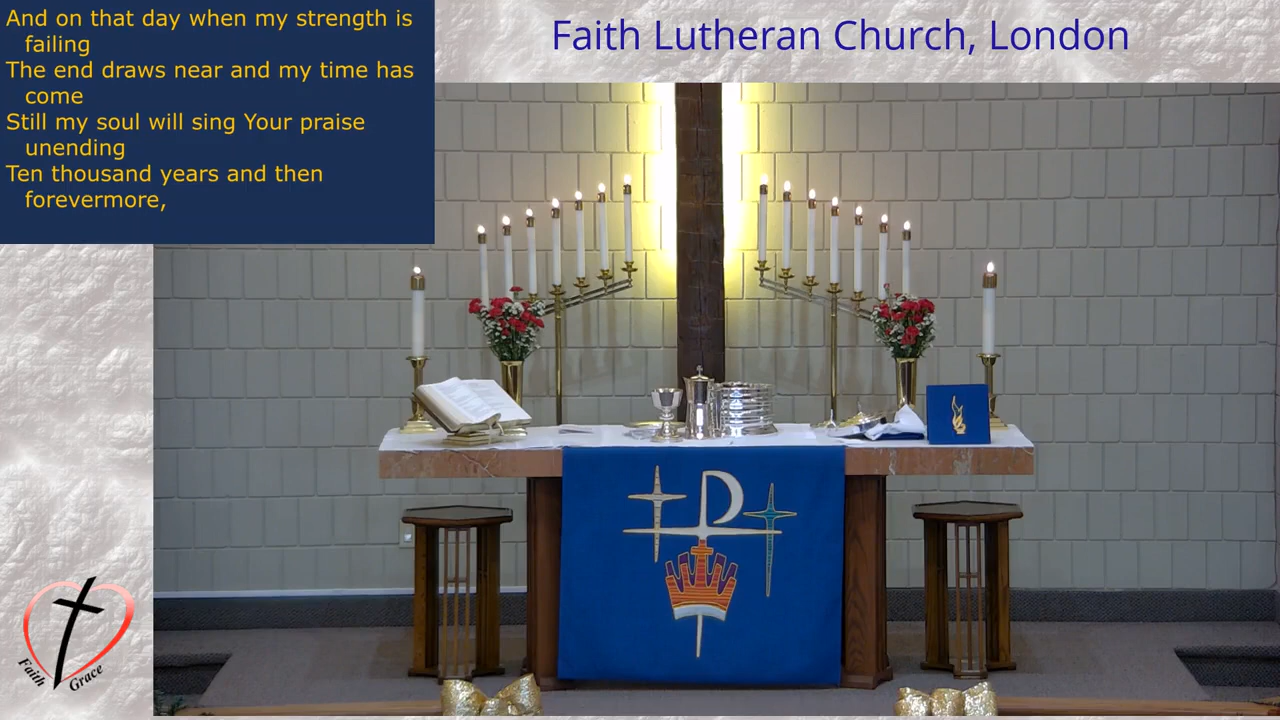 And on that day when my strength is
failing
The end draws near and my time has
come
Still my soul will sing Your praise
unending
Ten thousand years and then
forevermore,
Faith Lutheran Church, London
Faith
Grace